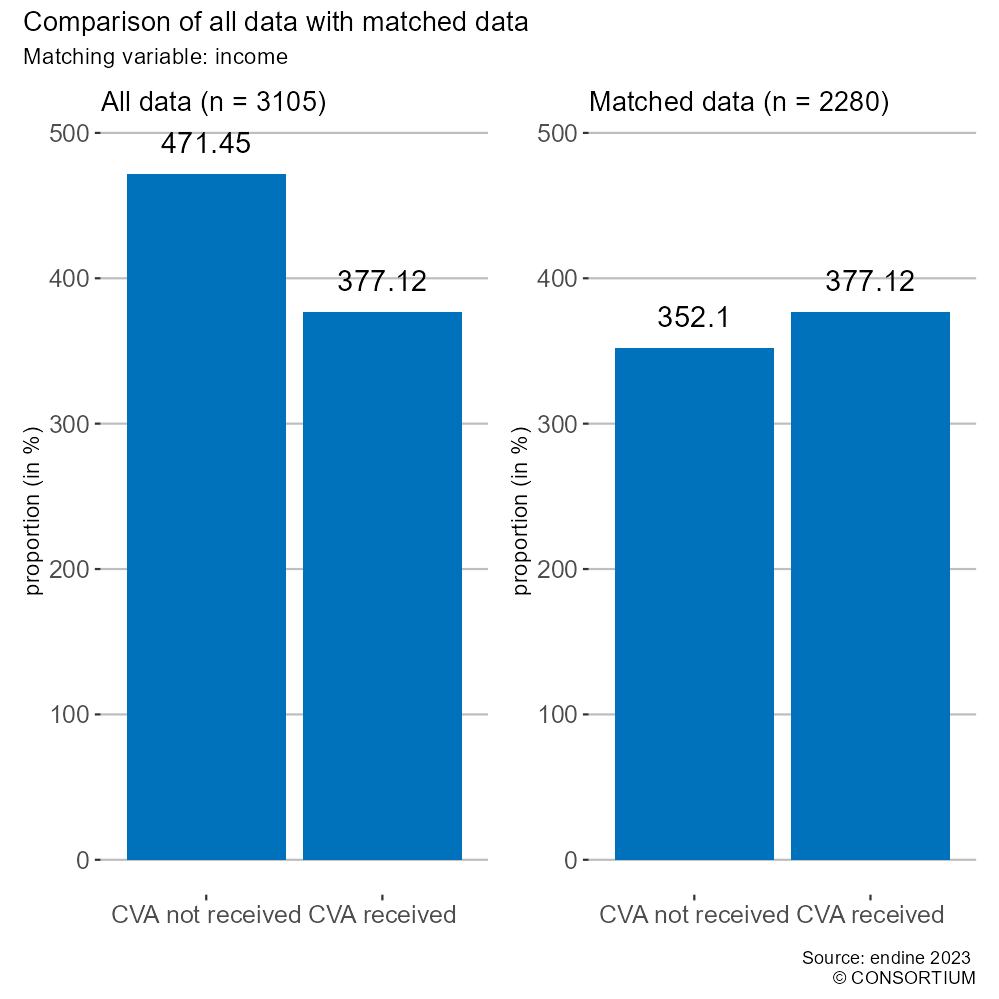 Comparison of all data with matched data
Matching variable: income
All data (n = 3105)
500
471.45
400
377.12
300
200
100
0
proportion (in %)
CVA not received CVA received
Matched data (n = 2280)
500
400
377.12
352.1
300
200
100
0
proportion (in %)
CVA not received CVA received
Source: endine 2023
© CONSORTIUM